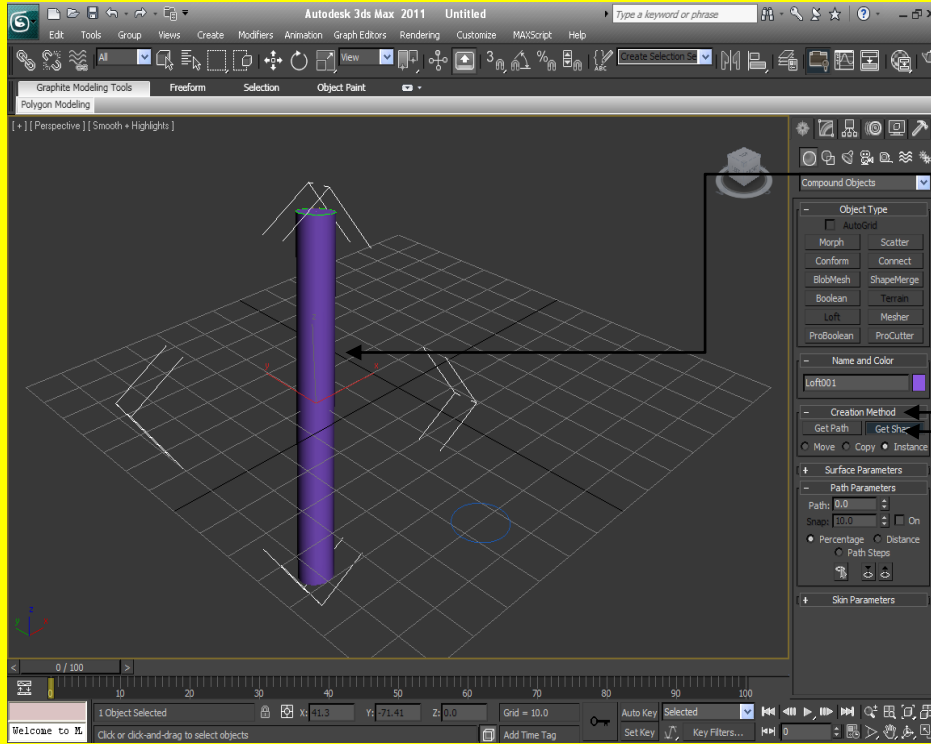 Autodesk 3ds Max 2011 Untitled
Type a keyword or phrase
Edit Tools Group Views Create Modifiers Animation Graph Editors Rendering Customize MAXScript Help
All
View
3
Create Selection Se
Graphite Modeling Tools Freeform Selection Object Paint
Polygon Modeling
[ + ] [ Perspective ] [ Smooth + Highlights ]
Compound Objects
- Object Type
AutoGrid
Morph Scatter
Conform Connect
BlobMesh ShapeMerge
Boolean Terrain
Loft Mesher
ProBoolean ProCutter
- Name and Color
Loft001
- Creation Method
Get Path Get Sha
Move Copy Instance
+ Surface Parameters
- Path Parameters
Path: 0.0
Snap: 10.0 On
Percentage Distance
Path Steps
+ Skin Parameters
z
y x
z
y x
< 0 / 100 >
0 10 20 30 40 50 60 70 80 90 100
1 Object Selected X: 41.3 Y: -71.41 Z: 0.0 Grid = 10.0 Auto Key Selected
Welcome to M Click or click-and-drag to select objects Add Time Tag Set Key Key Filters... 0